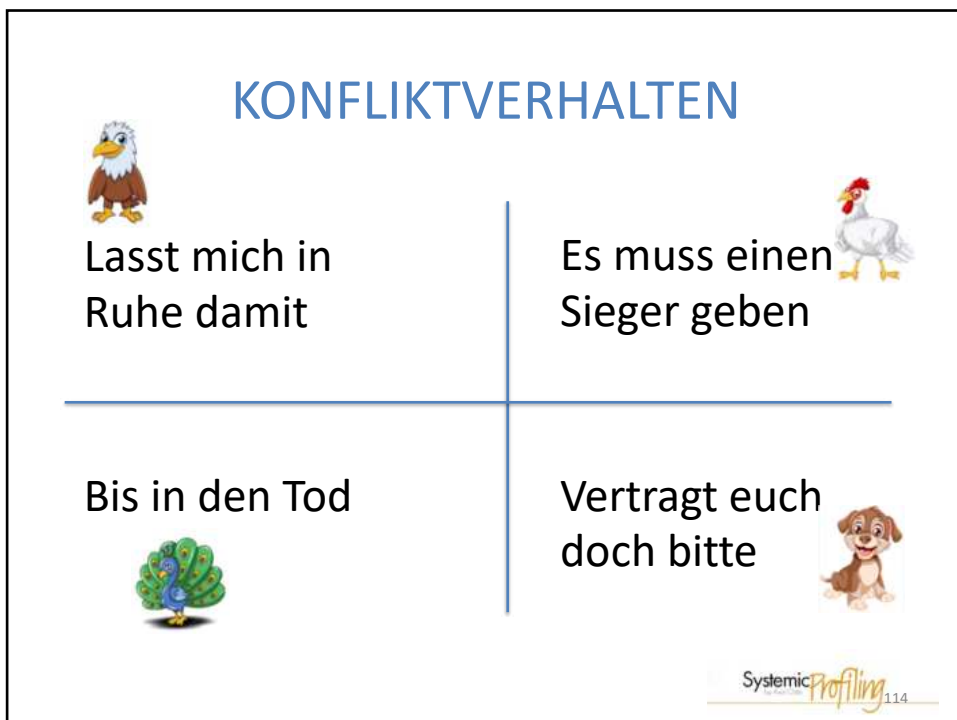 KONFLIKTVERHALTEN
Lasst mich in
Ruhe damit
Es muss einen
Sieger geben
Bis in den Tod
Vertragt euch
doch bitte
Systemic Profiling
114